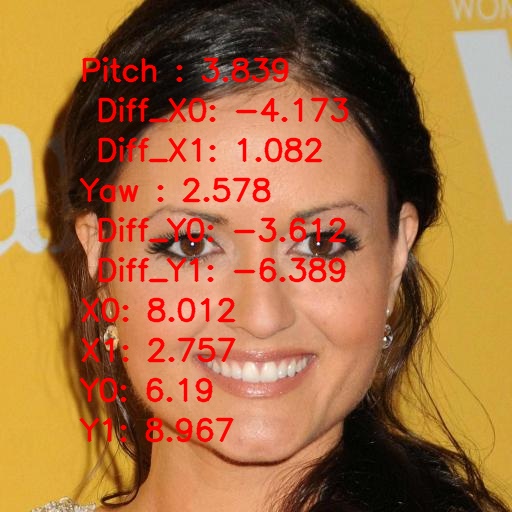 WOM
Pitch : 3.839
Diff_X0: -4.173
Diff_X1: 1.082
Yaw : 2.578
Diff_Y0: -3.612
Diff_Y1: -6.389
X0: 8.012
X1: 2.757
Y0: 6.19
Y1: 8.967